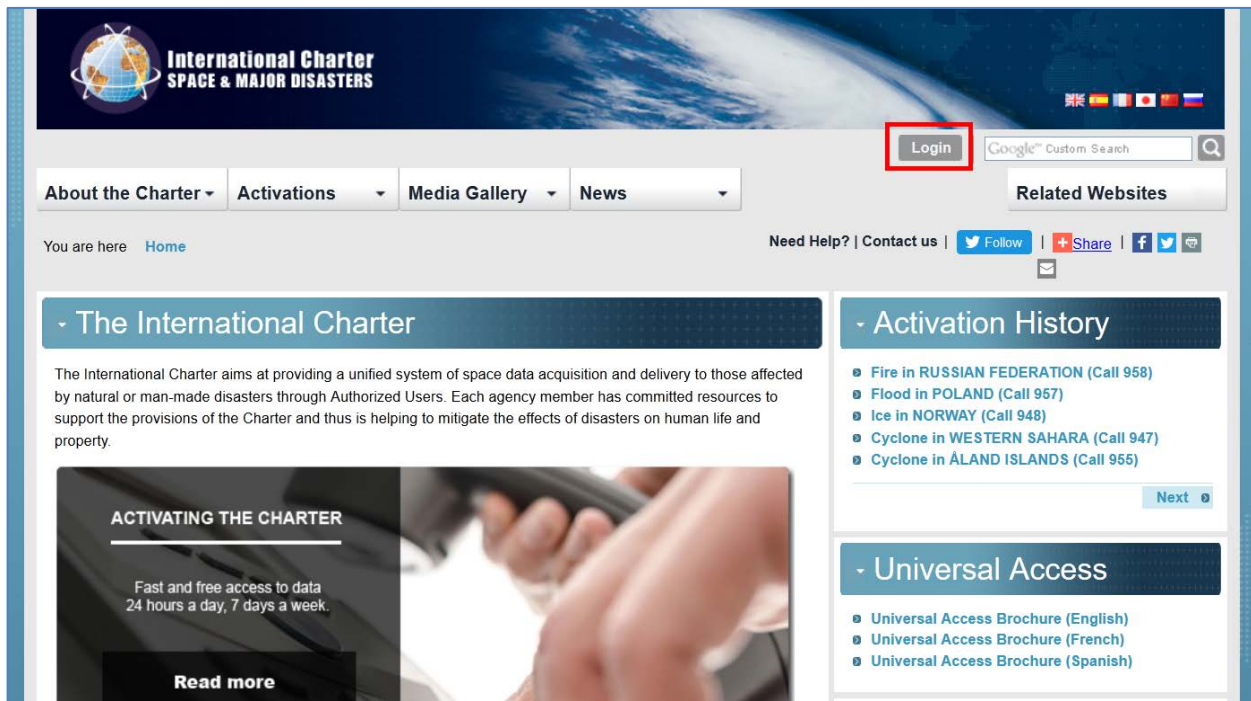 International Charter
SPACE & MAJOR DISASTERS
Login
Google™ Custom Search
About the Charter
Activations
Media Gallery
News
Related Websites
You are here Home
Need Help? | Contact us | Follow | Share |
The International Charter
The International Charter aims at providing a unified system of space data acquisition and delivery to those affected
by natural or man-made disasters through Authorized Users. Each agency member has committed resources to
support the provisions of the Charter and thus is helping to mitigate the effects of disasters on human life and
property.
ACTIVATING THE CHARTER
Fast and free access to data
24 hours a day, 7 days a week.
Read more
Activation History
Fire in RUSSIAN FEDERATION (Call 958)
Flood in POLAND (Call 957)
Ice in NORWAY (Call 948)
Cyclone in WESTERN SAHARA (Call 947)
Cyclone in ÅLAND ISLANDS (Call 955)
Next
Universal Access
Universal Access Brochure (English)
Universal Access Brochure (French)
Universal Access Brochure (Spanish)